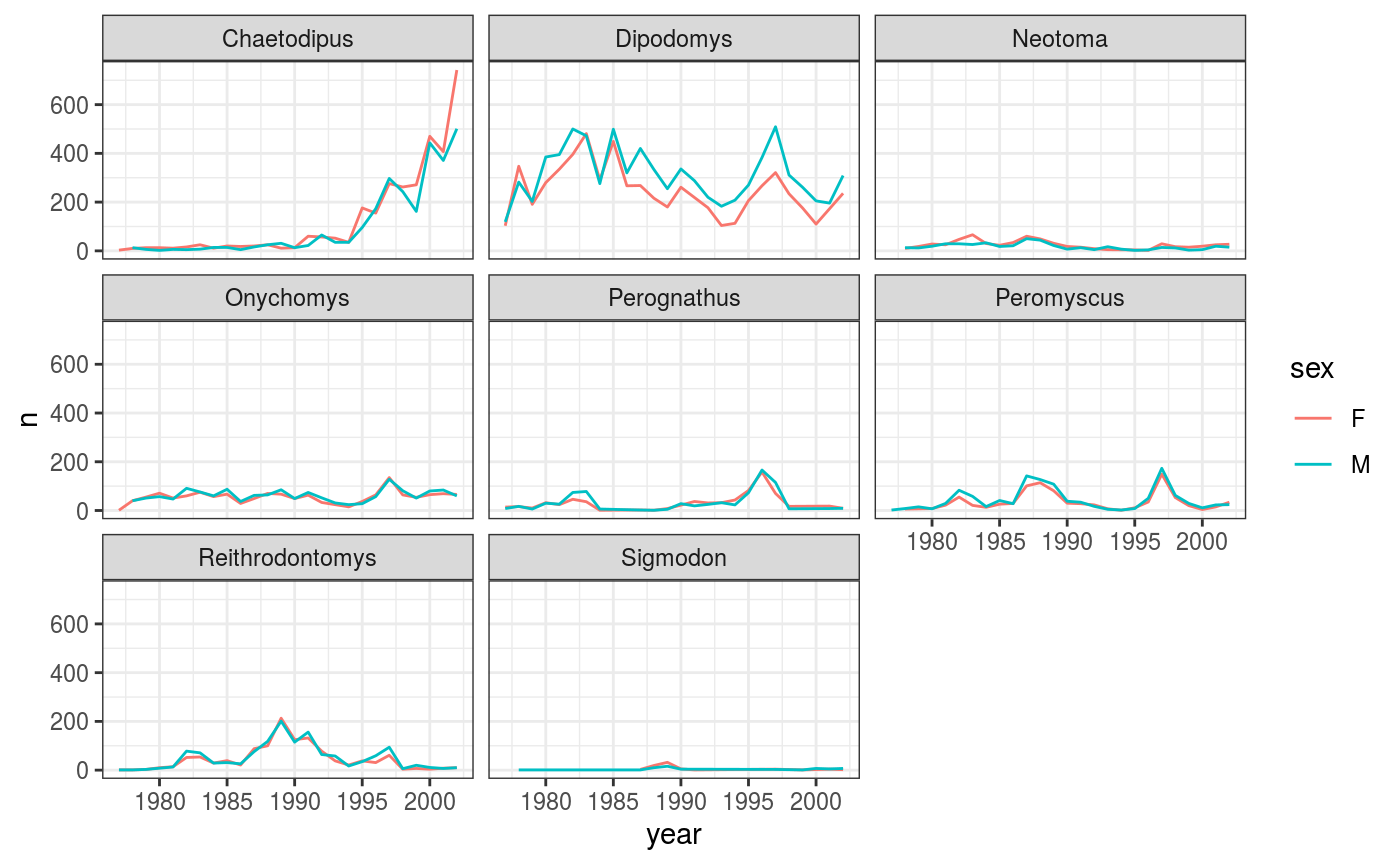 Chaetodipus Dipodomys Neotoma
600
400
200
0
Onychomys Perognathus Peromyscus
600
400
200
0
n
sex
F
M
1980 1985 1990 1995 2000
Reithrodontomys Sigmodon
600
400
200
0
1980 1985 1990 1995 2000 1980 1985 1990 1995 2000
year